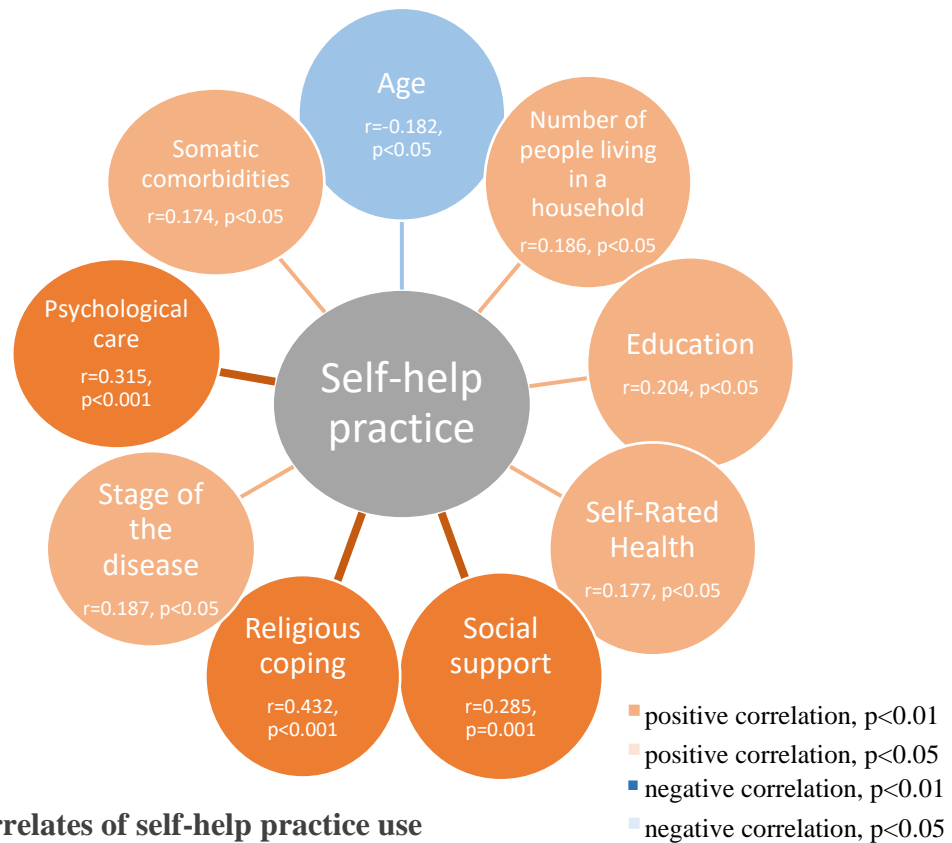 Age
r=-0.182,
p<0.05
Number of
people living
in a
household
r=0.186, p<0.05
Education
r=0.204, p<0.05
Self-Rated
Health
r=0.177, p<0.05
Social
support
r=0.285,
p=0.001
Religious
coping
r=0.432,
p<0.001
Stage of
the
disease
r=0.187, p<0.05
Psychological
care
r=0.315,
p<0.001
Somatic
comorbidities
r=0.174, p<0.05
Self-help
practice
positive correlation, p<0.01
positive correlation, p<0.05
negative correlation, p<0.01
negative correlation, p<0.05
rrelates of self-help practice use